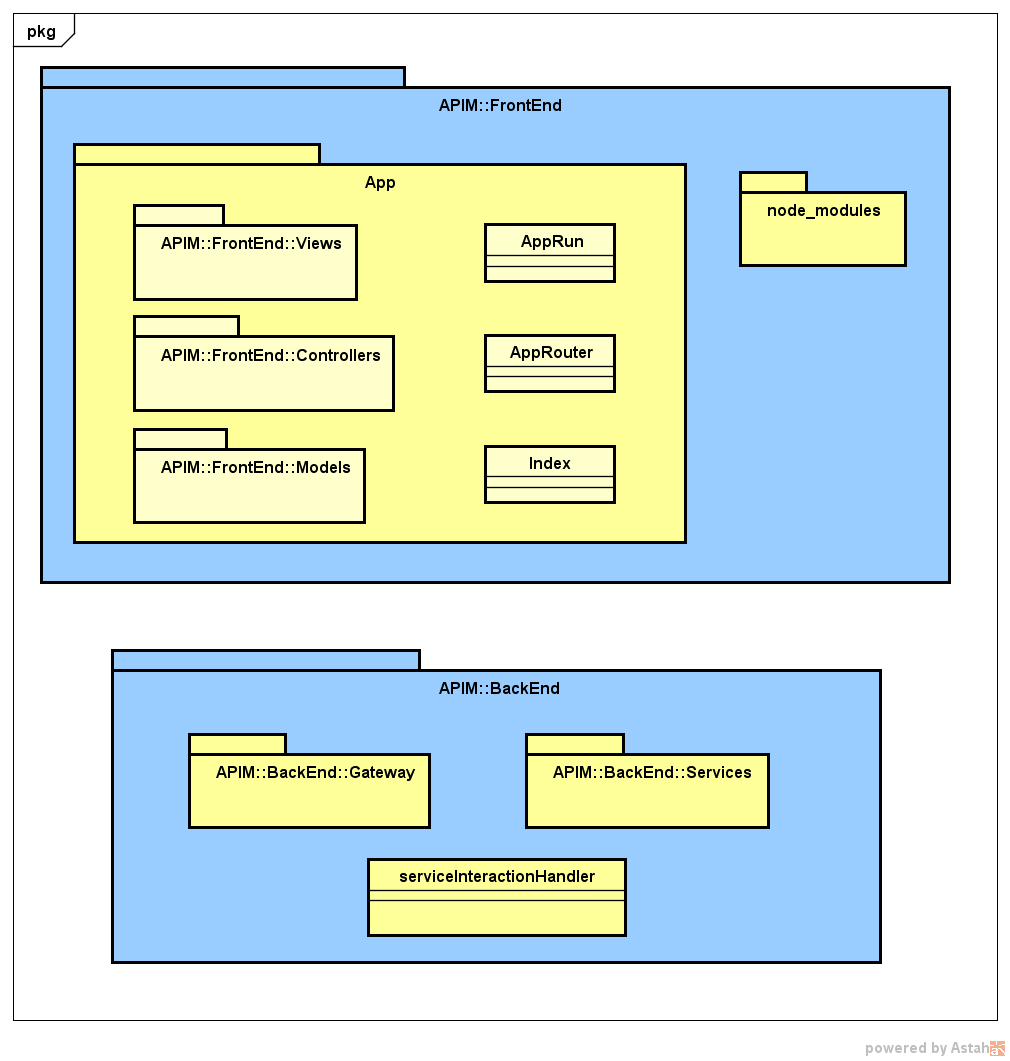 pkg
APIM::FrontEnd
App
APIM::FrontEnd::Views
AppRun
node_modules
APIM::FrontEnd::Controllers
AppRouter
APIM::FrontEnd::Models
Index
APIM::BackEnd
APIM::BackEnd::Gateway
APIM::BackEnd::Services
serviceInteractionHandler
powered by Astah